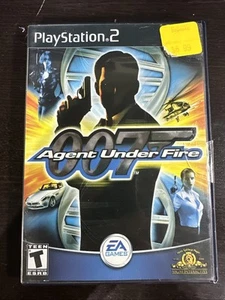 PlayStation.2
007
Agent Under Fire
TEEN
T
ESRB
EA
GAMES